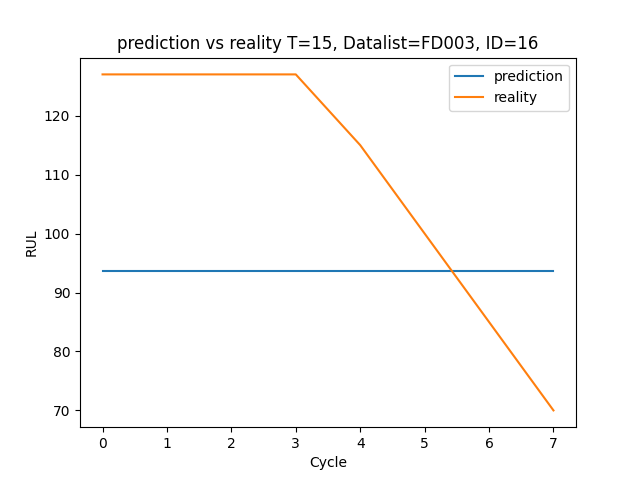 prediction vs reality T=15, Datalist=FD003, ID=16
prediction
reality
120
110
100
90
80
70
RUL
0 1 2 3 4 5 6 7
Cycle